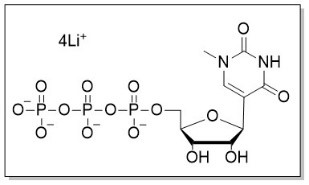 O
4Li⁺
N NH
O O O
O
⁻O P O P O P O
O
O⁻ O⁻ O⁻
OH OH